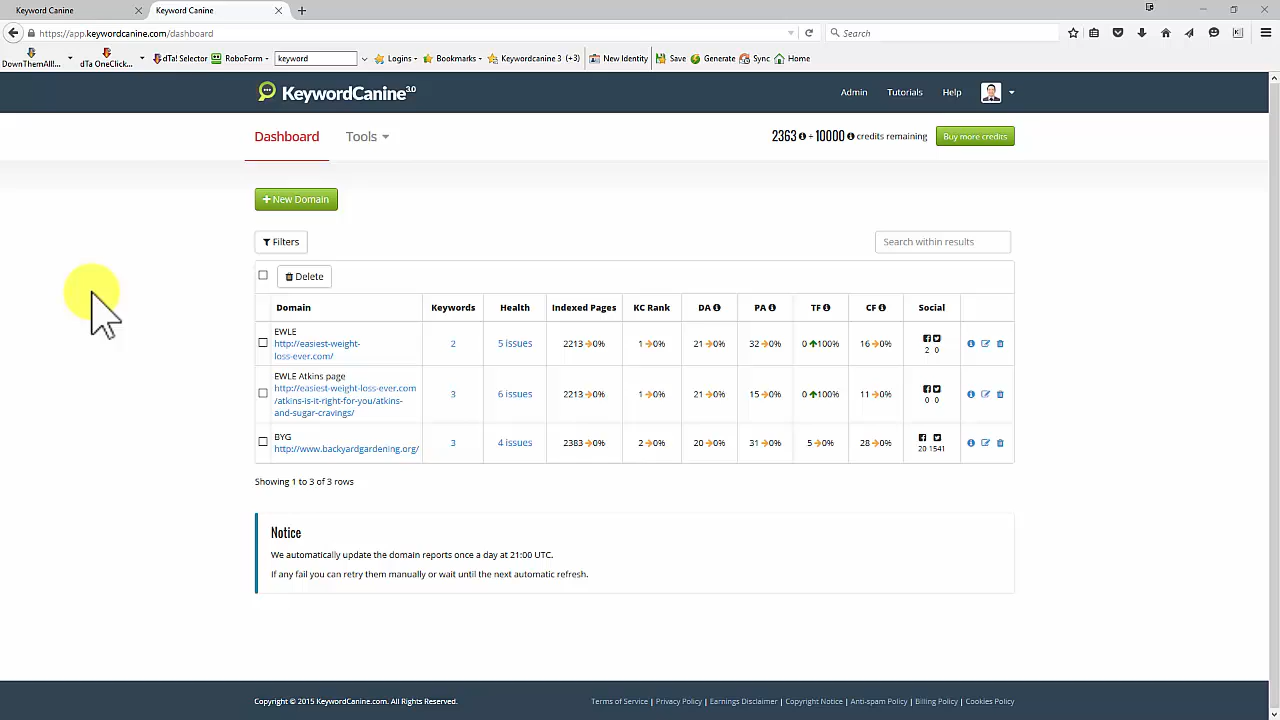 Keyword Canine
Keyword Canine
https://app.keywordcanine.com/dashboard
Search
DownThemAll!...
dTa OneClick...
dTa! Selector
RoboForm
keyword
Logins
Bookmarks
Keywordcanine 3 (+3)
New Identity
Save
Generate
Sync
Home
KeywordCanine 3.0
Admin
Tutorials
Help
Dashboard
Tools
2363 + 10000 credits remaining
Buy more credits
+ New Domain
Filters
Search within results
Delete
Domain Keywords Health Indexed Pages KC Rank DA PA TF CF Social
EWLE
http://easiest-weight-
loss-ever.com/
2 5 issues 2213 → 0% 1 → 0% 21 → 0% 32 → 0% 0 ↑ 100% 16 → 0%
2 0
EWLE Atkins page
http://easiest-weight-loss-ever.com
/atkins-is-it-right-for-you/atkins-
and-sugar-cravings/
3 6 issues 2213 → 0% 1 → 0% 21 → 0% 15 → 0% 0 ↑ 100% 11 → 0%
0 0
BYG
http://www.backyardgardening.org/
3 4 issues 2383 → 0% 2 → 0% 20 → 0% 31 → 0% 5 → 0% 28 → 0%
20 1541
Showing 1 to 3 of 3 rows
Notice
We automatically update the domain reports once a day at 21:00 UTC.
If any fail you can retry them manually or wait until the next automatic refresh.
Copyright © 2015 KeywordCanine.com. All Rights Reserved.
Terms of Service | Privacy Policy | Earnings Disclaimer | Copyright Notice | Anti-spam Policy | Billing Policy | Cookies Policy